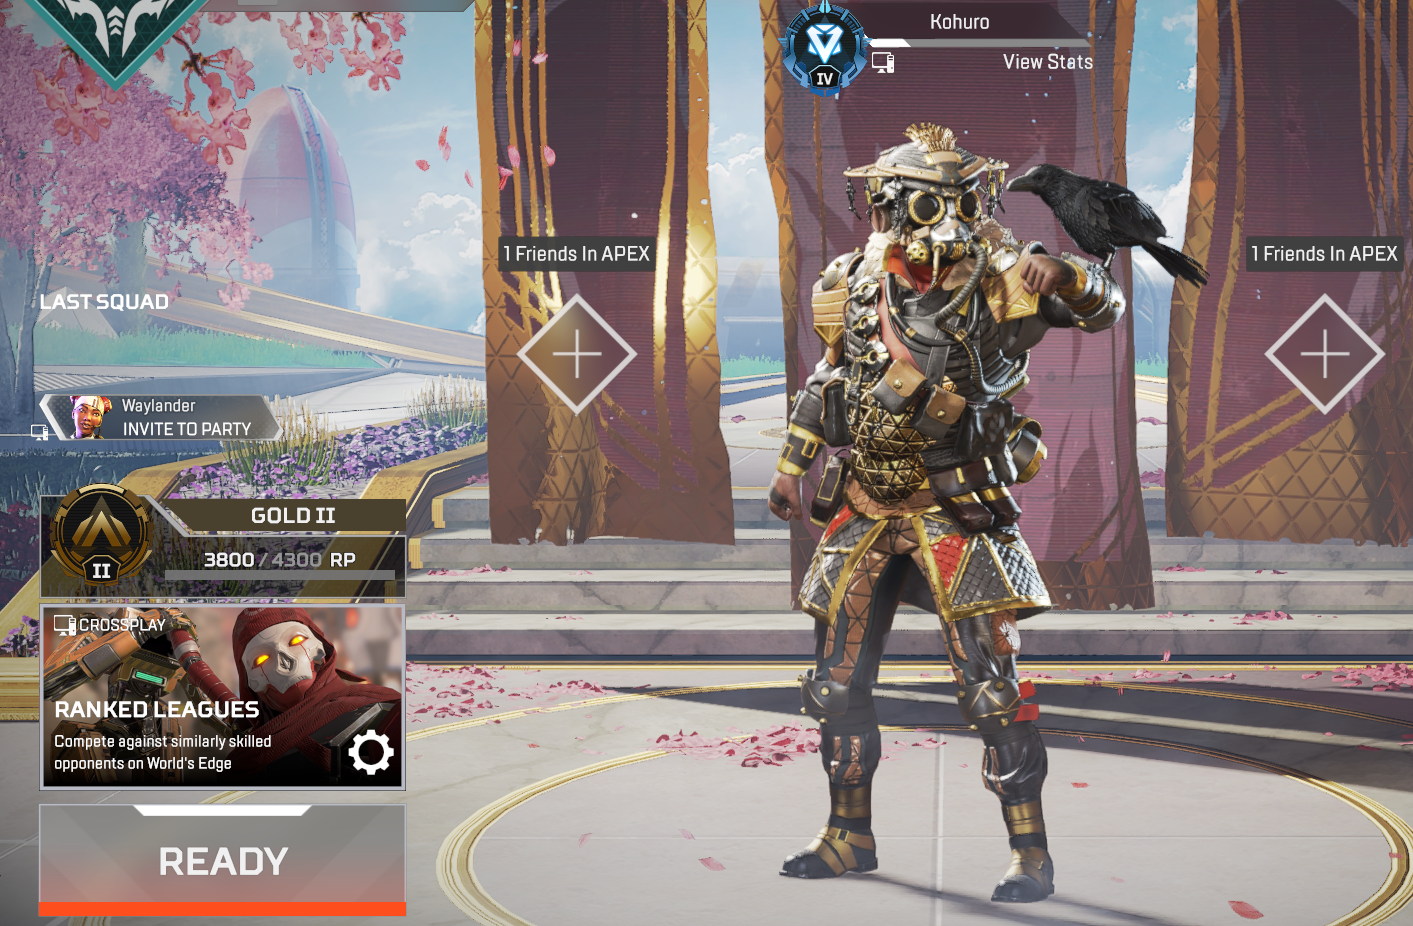 Kohuro
IV
View Stats
1 Friends In APEX
1 Friends In APEX
LAST SQUAD
Waylander
INVITE TO PARTY
GOLD II
3800 / 4300 RP
II
CROSSPLAY
RANKED LEAGUES
Compete against similarly skilled
opponents on World's Edge
READY